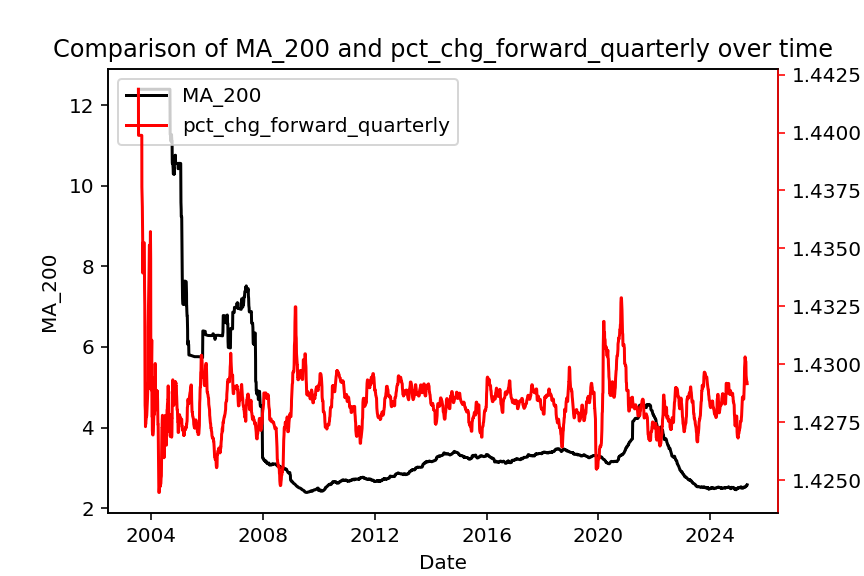 Comparison of MA_200 and pct_chg_forward_quarterly over time
MA_200
pct_chg_forward_quarterly
MA_200
12
10
8
6
4
2
1.4425
1.4400
1.4375
1.4350
1.4325
1.4300
1.4275
1.4250
2004 2008 2012 2016 2020 2024
Date